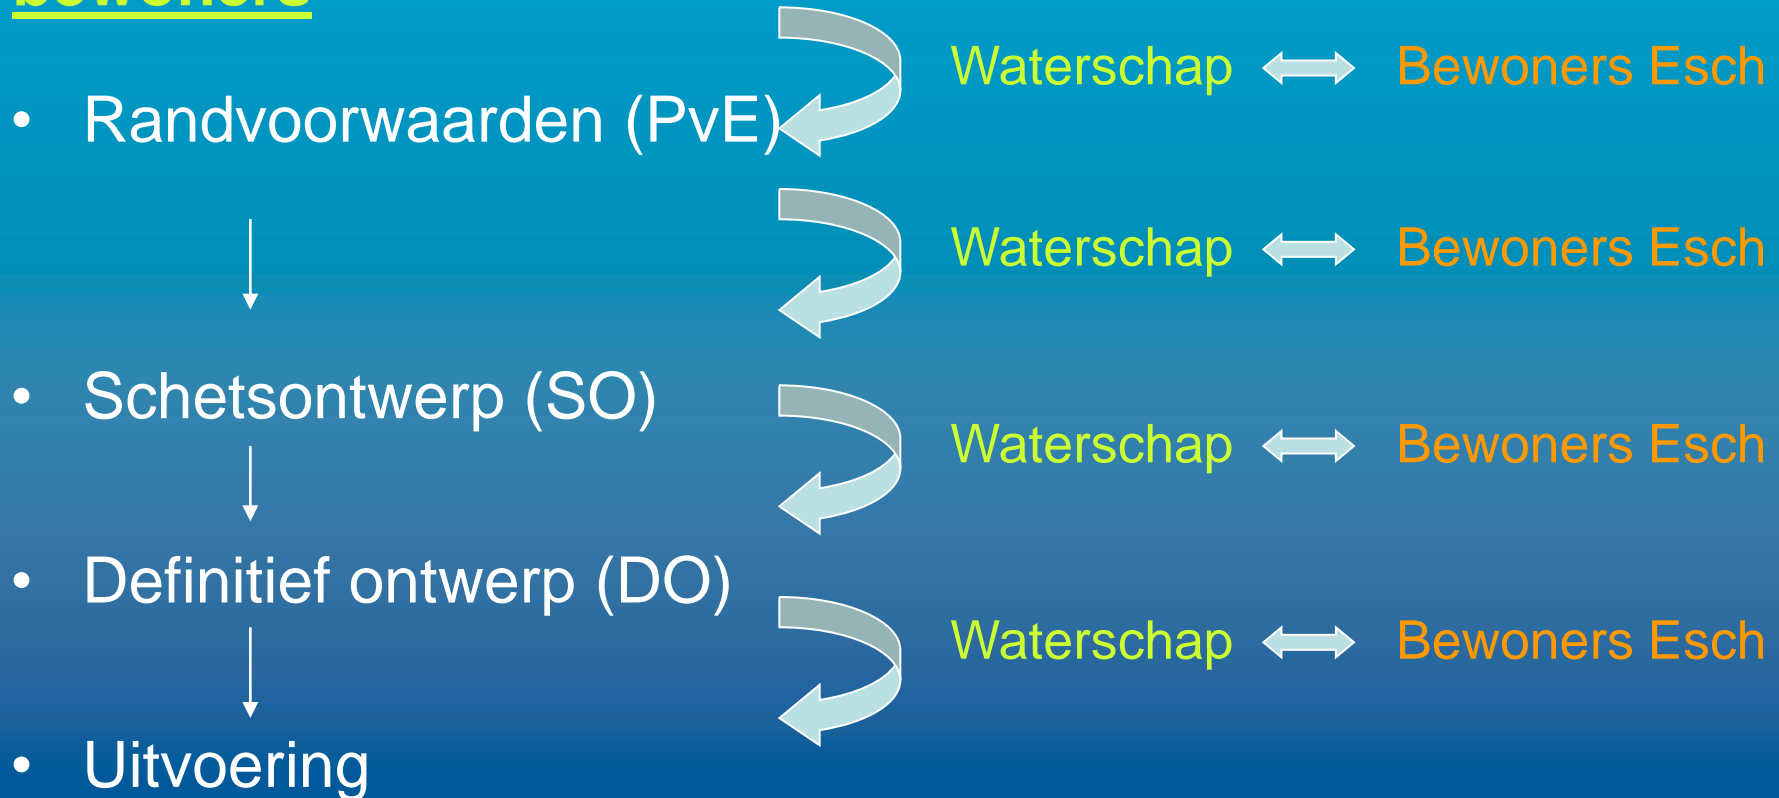 bewoners
Waterschap Bewoners Esch
• Randvoorwaarden (PvE)
Waterschap Bewoners Esch
• Schetsontwerp (SO)
Waterschap Bewoners Esch
• Definitief ontwerp (DO)
Waterschap Bewoners Esch
• Uitvoering